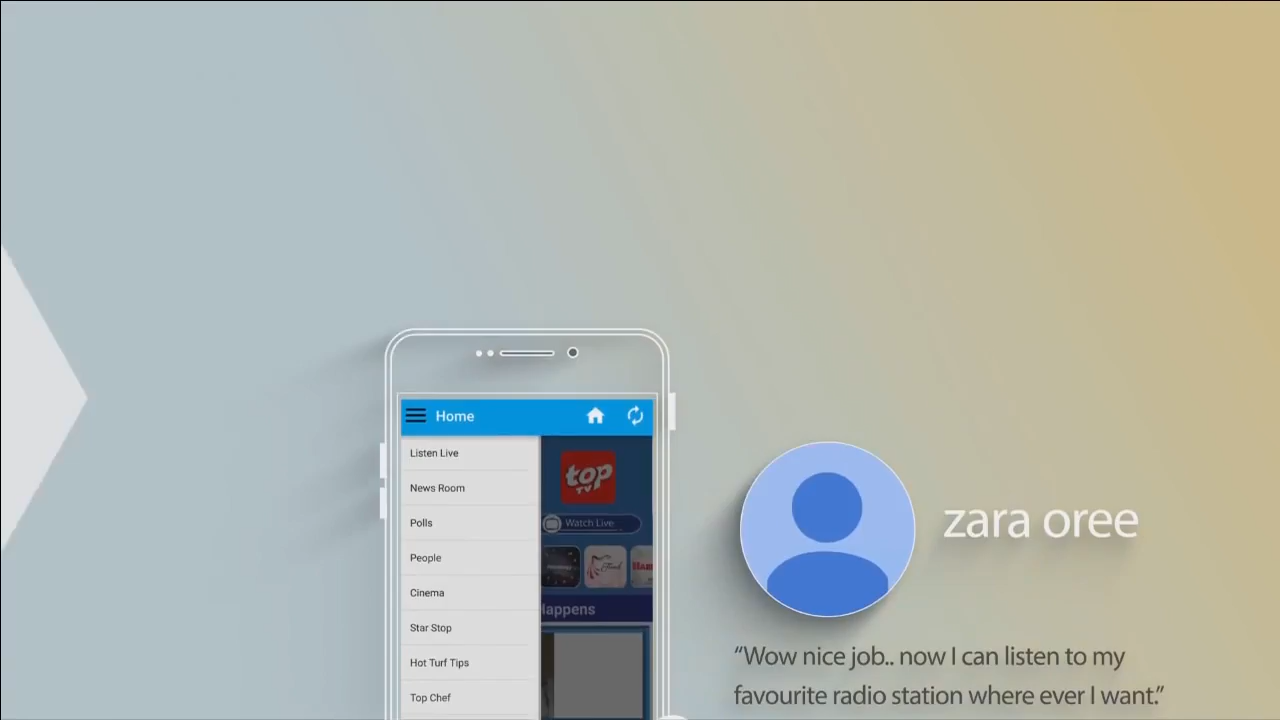 Home
Listen Live
News Room
Polls
People
Cinema
Star Stop
Hot Turf Tips
Top Chef
top
TV
Watch Live
Happens
zara oree
“Wow nice job.. now I can listen to my
favourite radio station where ever I want.”